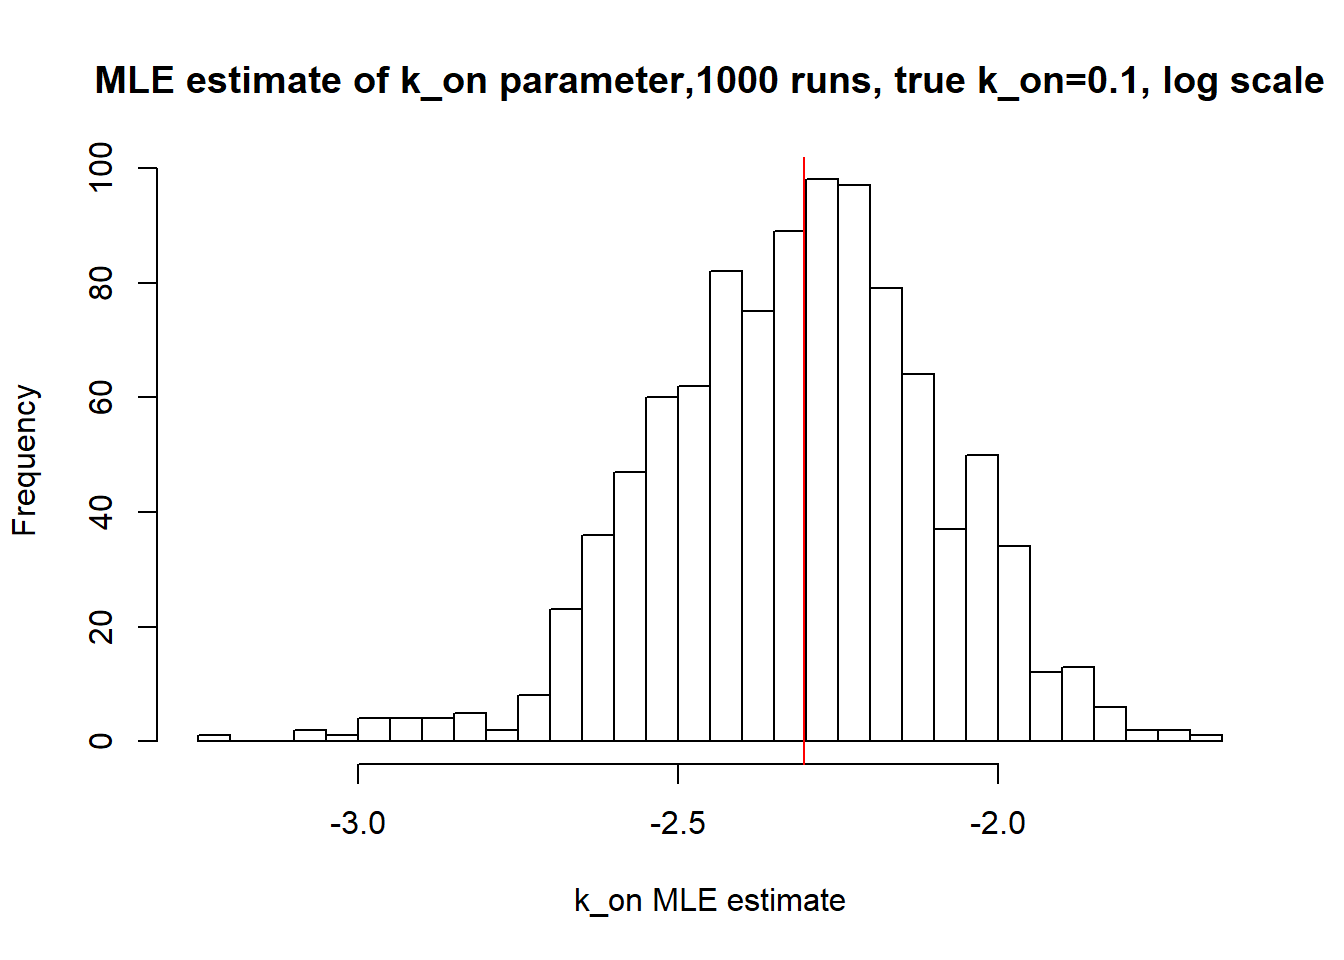 MLE estimate of k_on parameter,1000 runs, true k_on=0.1, log scale
100
80
60
40
20
0
Frequency
-3.0 -2.5 -2.0
k_on MLE estimate